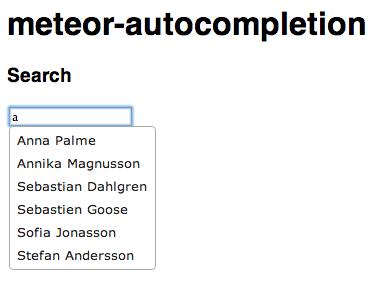 meteor-autocompletion
Search
a
Anna Palme
Annika Magnusson
Sebastian Dahlgren
Sebastien Goose
Sofia Jonasson
Stefan Andersson